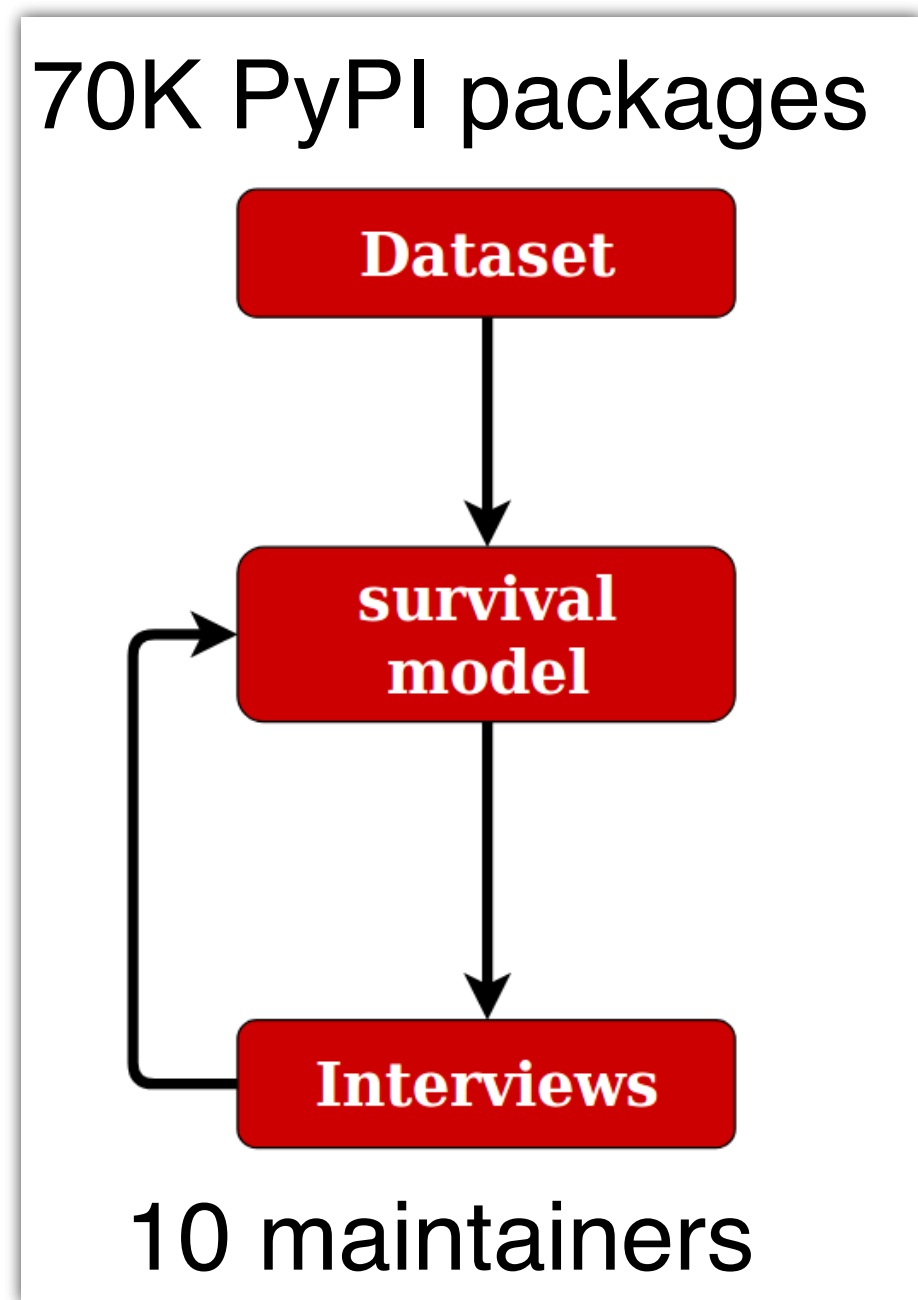 70K PyPI packages
Dataset
survival
model
Interviews
10 maintainers